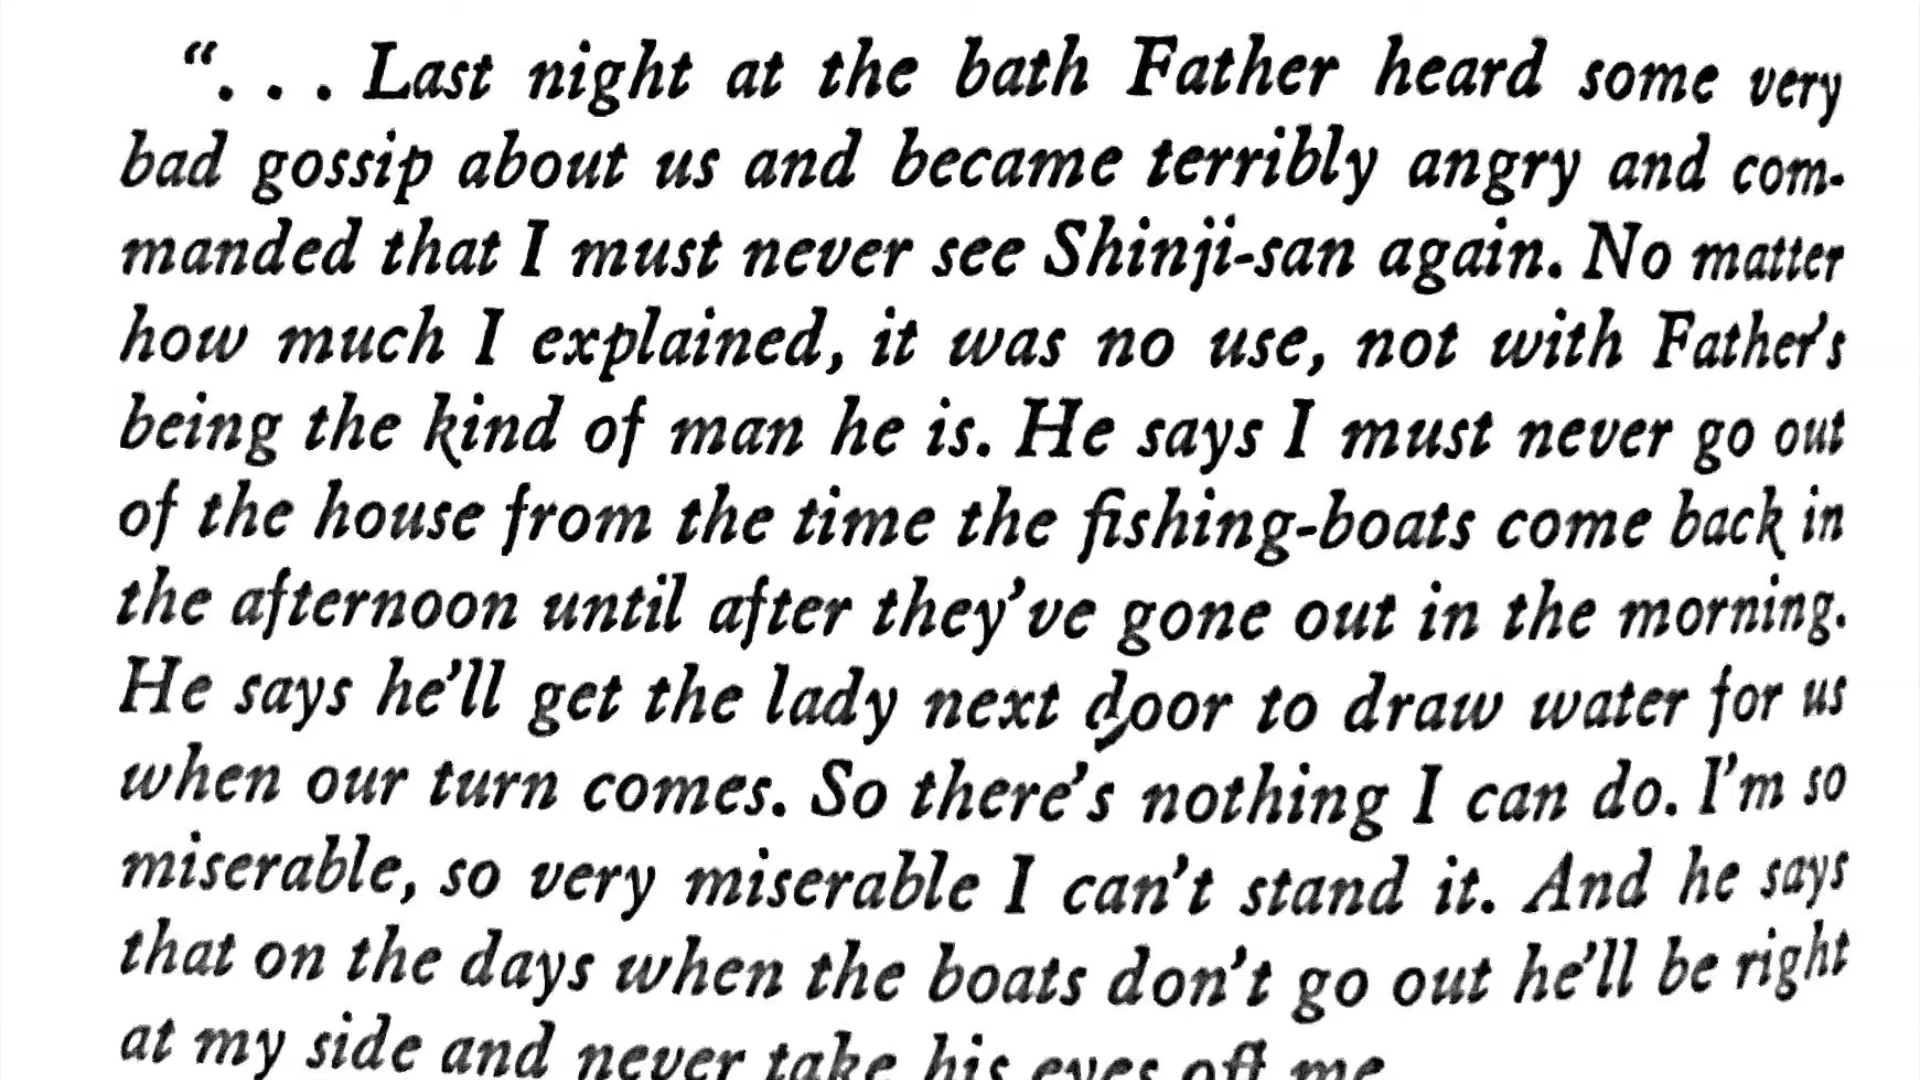 “. . . Last night at the bath Father heard some very
bad gossip about us and became terribly angry and com-
manded that I must never see Shinji-san again. No matter
how much I explained, it was no use, not with Father’s
being the kind of man he is. He says I must never go out
of the house from the time the fishing-boats come back in
the afternoon until after they’ve gone out in the morning.
He says he’ll get the lady next door to draw water for us
when our turn comes. So there’s nothing I can do. I’m so
miserable, so very miserable I can’t stand it. And he says
that on the days when the boats don’t go out he’ll be right
at my side and never take his eyes off me